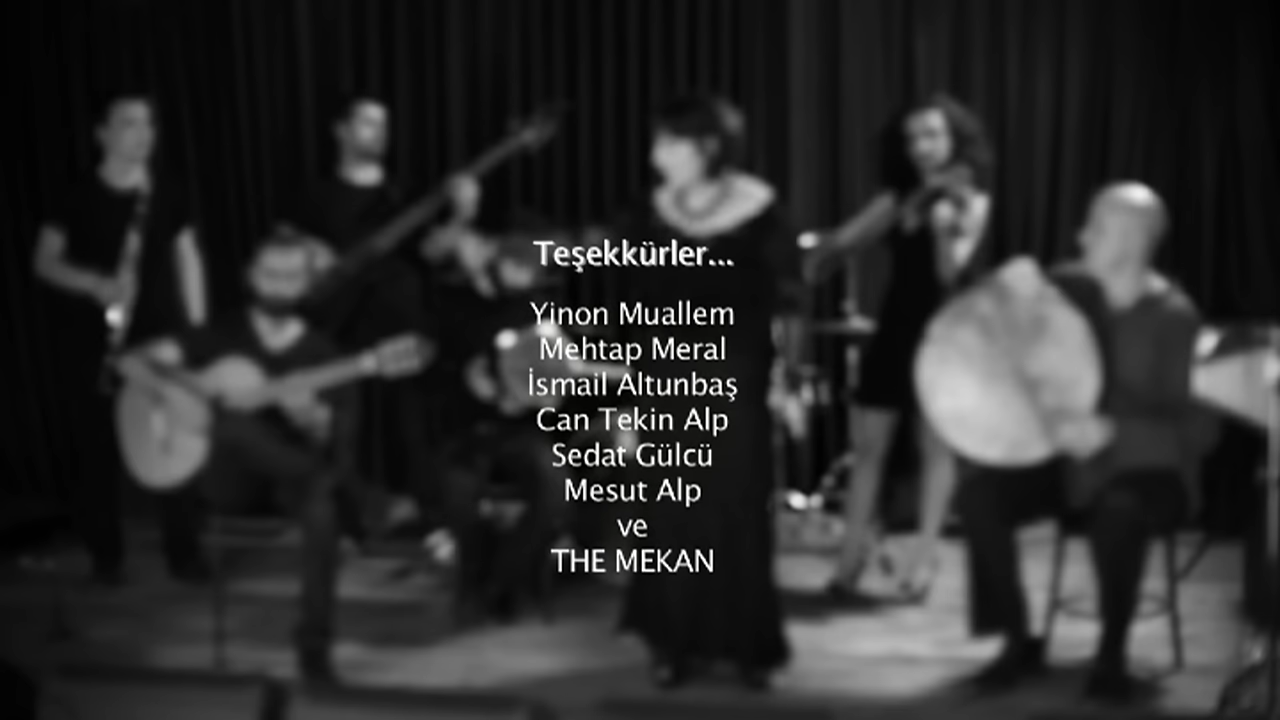 Teşekkürler...
Yinon Muallem
Mehtap Meral
İsmail Altunbaş
Can Tekin Alp
Sedat Gülcü
Mesut Alp
ve
THE MEKAN